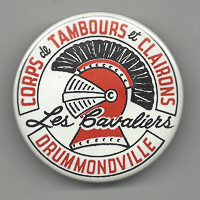 CORPS de TAMBOURS et CLAIRONS
Les Cavaliers
DRUMMONDVILLE